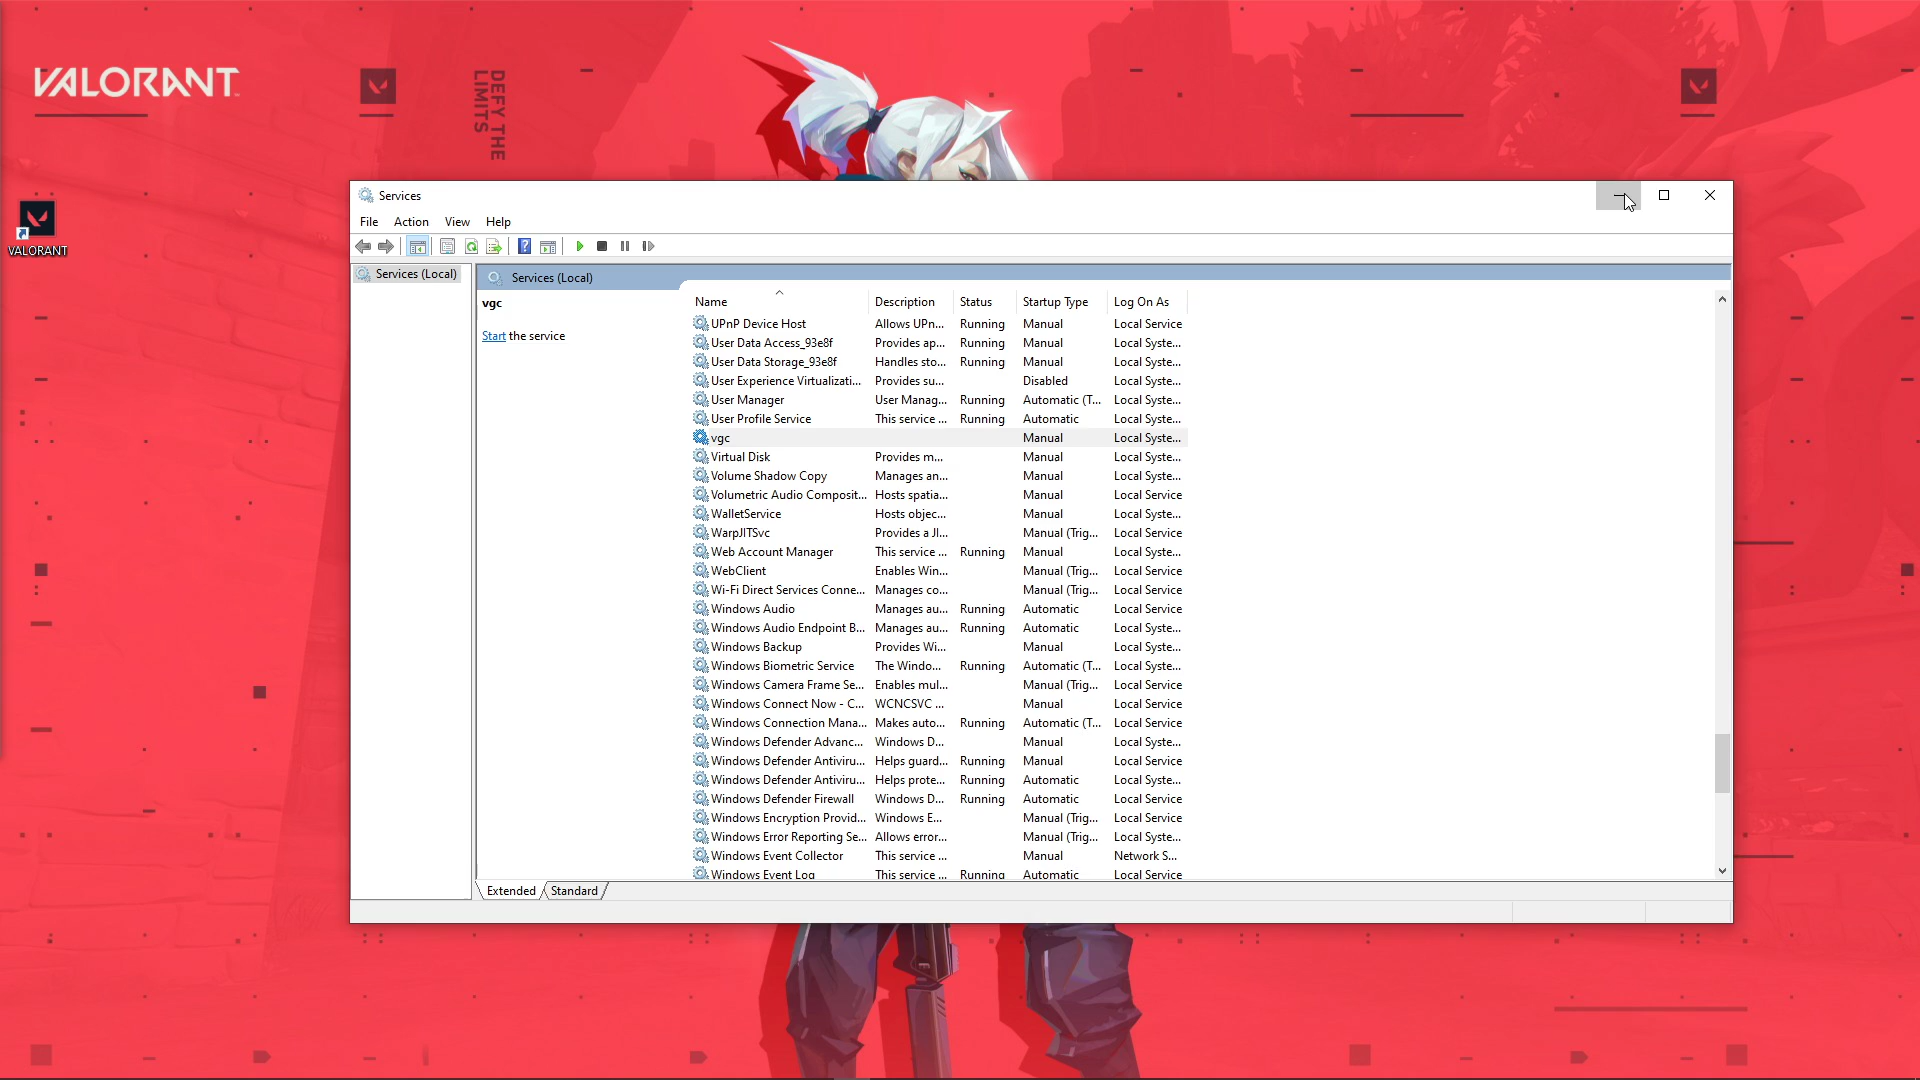 VALORANT
DEFY THE
LIMITS
VALORANT
Services
File Action View Help
Services (Local)
Services (Local)
vgc
Start the service
Name Description Status Startup Type Log On As
UPnP Device Host Allows UPn... Running Manual Local Service
User Data Access_93e8f Provides ap... Running Manual Local Syste...
User Data Storage_93e8f Handles sto... Running Manual Local Syste...
User Experience Virtualizati... Provides su... Disabled Local Syste...
User Manager User Manag... Running Automatic (T... Local Syste...
User Profile Service This service ... Running Automatic Local Syste...
vgc Manual Local Syste...
Virtual Disk Provides m... Manual Local Syste...
Volume Shadow Copy Manages an... Manual Local Syste...
Volumetric Audio Composit... Hosts spatia... Manual Local Service
WalletService Hosts objec... Manual Local Syste...
WarpJITSvc Provides a JI... Manual (Trig... Local Service
Web Account Manager This service ... Running Manual Local Syste...
WebClient Enables Win... Manual (Trig... Local Service
Wi-Fi Direct Services Conne... Manages co... Manual (Trig... Local Service
Windows Audio Manages au... Running Automatic Local Service
Windows Audio Endpoint B... Manages au... Running Automatic Local Syste...
Windows Backup Provides Wi... Manual Local Syste...
Windows Biometric Service The Windo... Running Automatic (T... Local Syste...
Windows Camera Frame Se... Enables mul... Manual (Trig... Local Service
Windows Connect Now - C... WCNCSVC ... Manual Local Service
Windows Connection Mana... Makes auto... Running Automatic (T... Local Service
Windows Defender Advanc... Windows D... Manual Local Syste...
Windows Defender Antiviru... Helps guard... Running Manual Local Service
Windows Defender Antiviru... Helps prote... Running Automatic Local Syste...
Windows Defender Firewall Windows D... Running Automatic Local Service
Windows Encryption Provid... Windows E... Manual (Trig... Local Service
Windows Error Reporting Se... Allows error... Manual (Trig... Local Syste...
Windows Event Collector This service ... Manual Network S...
Windows Event Log This service ... Running Automatic Local Service
Extended Standard